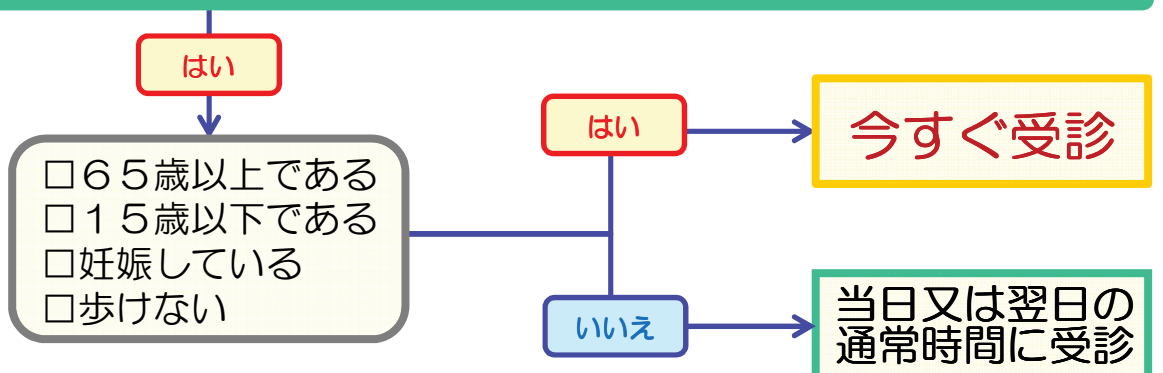 はい
□６５歳以上である
□１５歳以下である
□妊娠している
□歩けない
はい
今すぐ受診
いいえ
当日又は翌日の
通常時間に受診